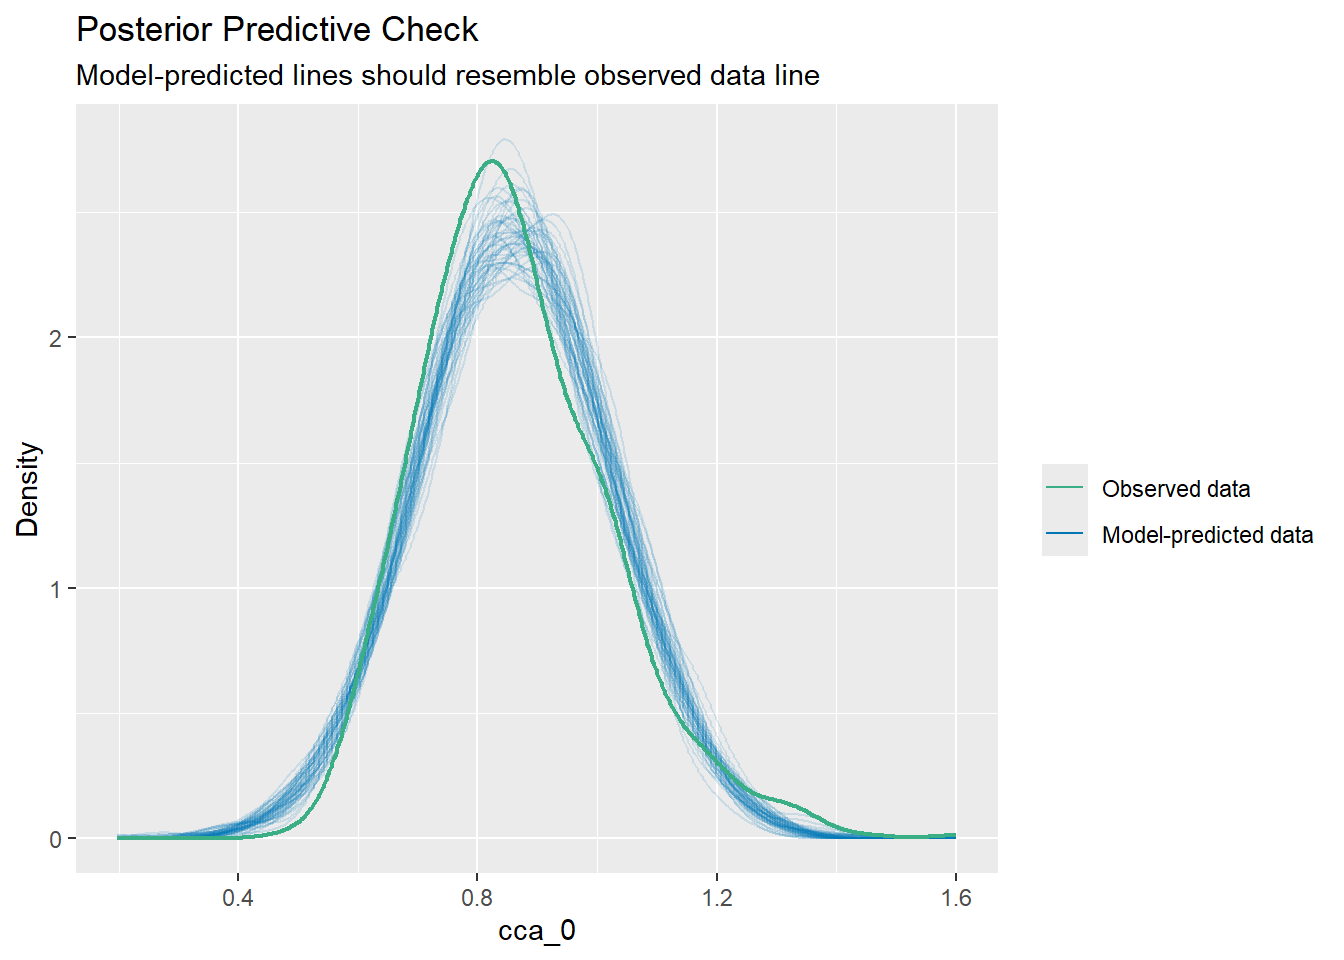 Posterior Predictive Check
Model-predicted lines should resemble observed data line
Density
2
1
0
0.4
0.8
1.2
1.6
cca_0
Observed data
Model-predicted data